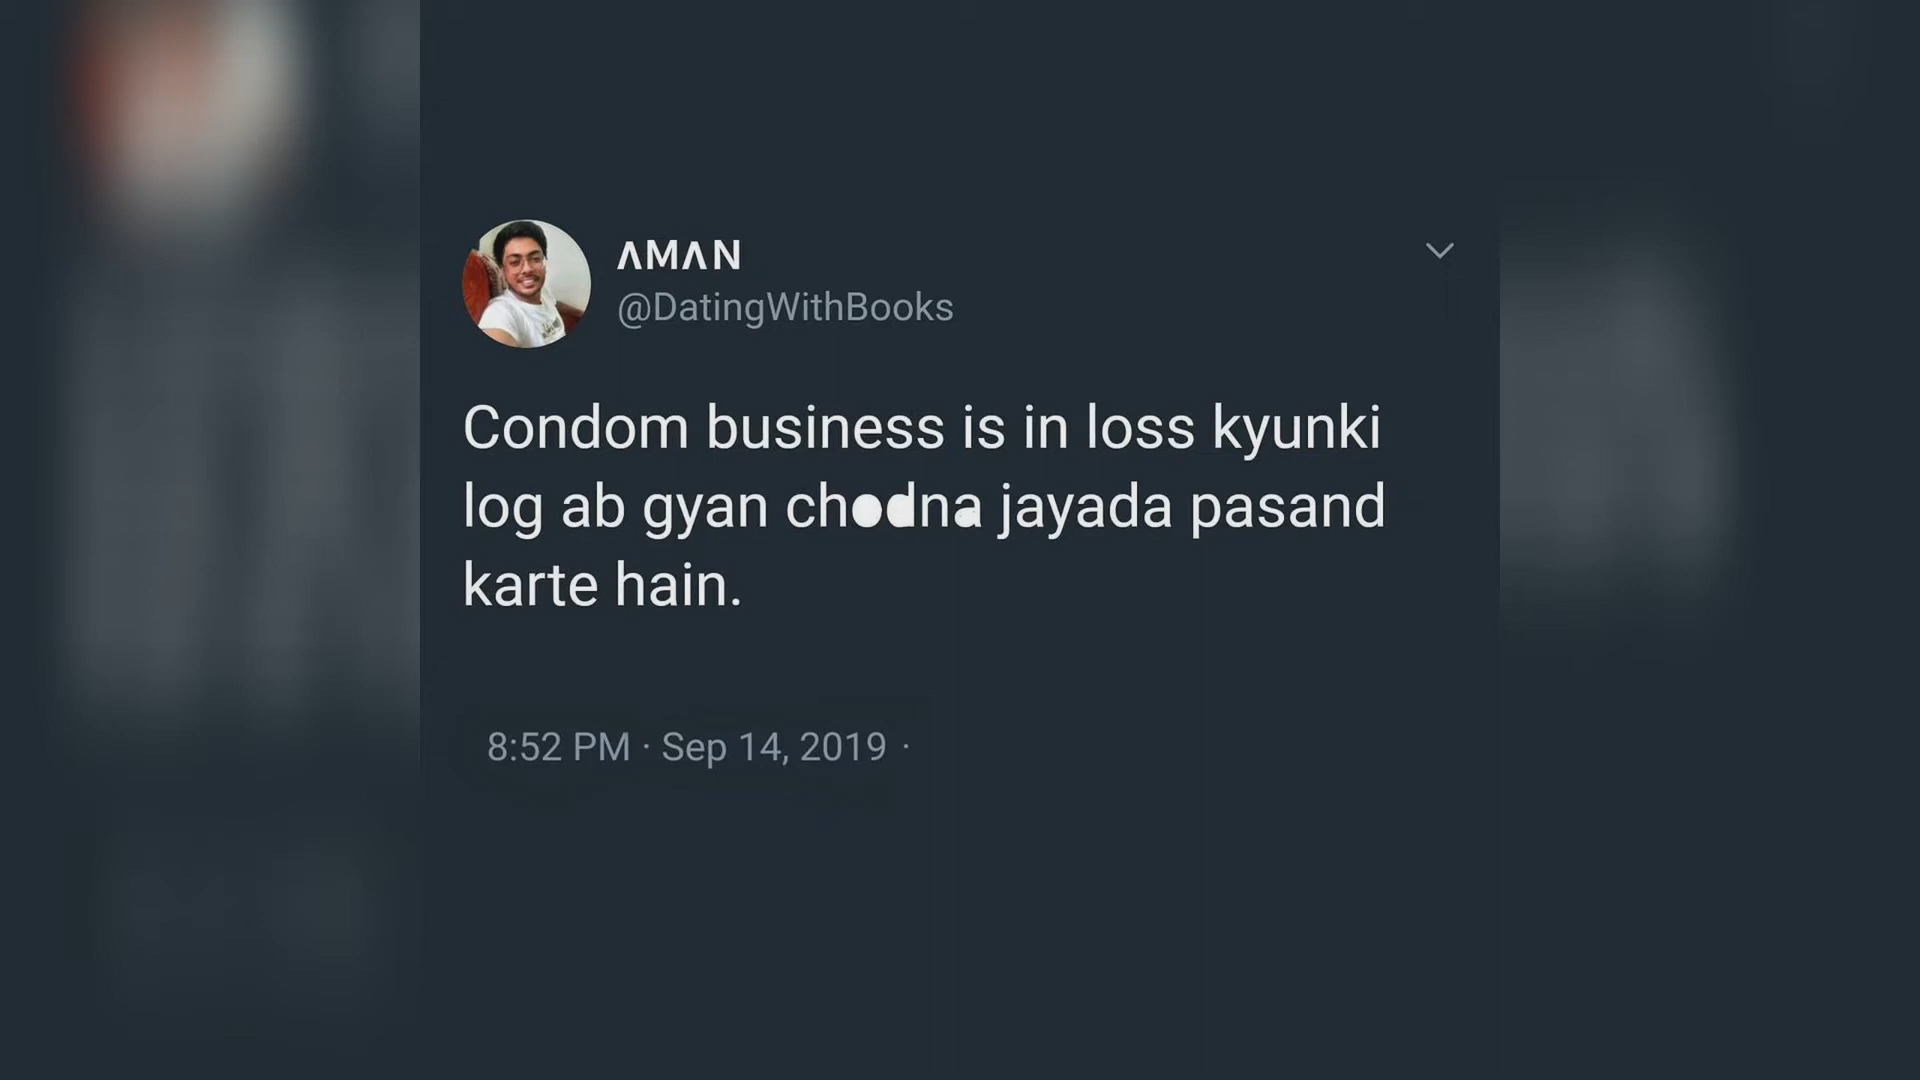 ΛMΛN
@DatingWithBooks
Condom business is in loss kyunki
log ab gyan chodna jayada pasand
karte hain.
8:52 PM · Sep 14, 2019 ·